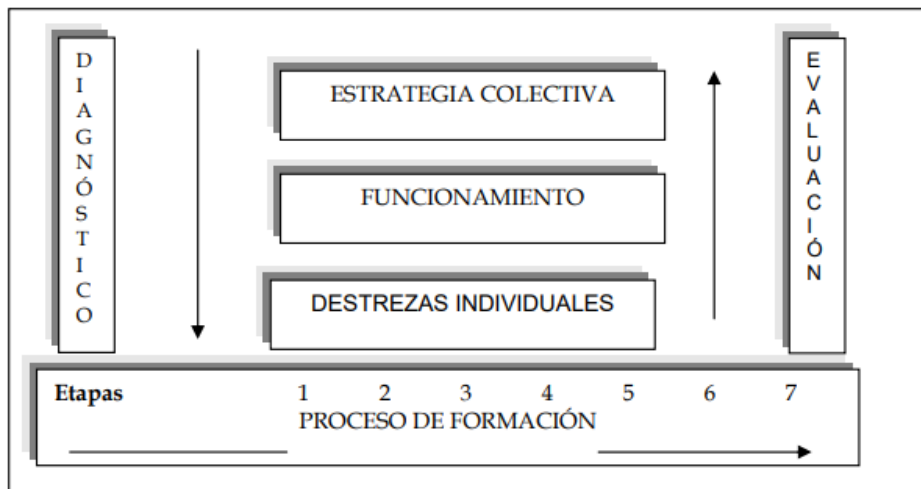 DIAGNÓSTICO
ESTRATEGIA COLECTIVA
FUNCIONAMIENTO
DESTREZAS INDIVIDUALES
EVALUACIÓN
Etapas 1 2 3 4 5 6 7
PROCESO DE FORMACIÓN